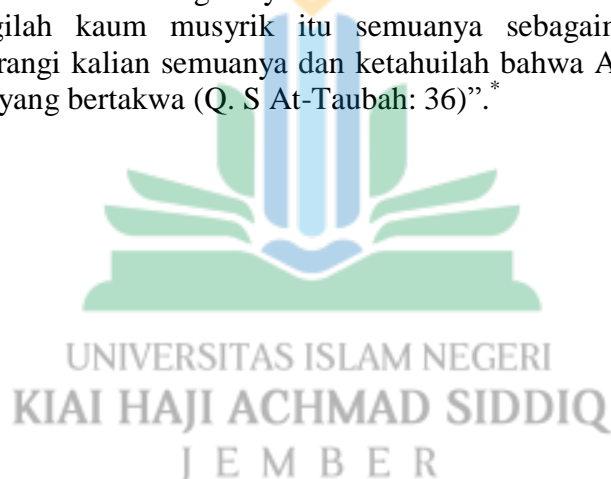 gilah kaum musyrik itu semuanya sebagain
rangi kalian semuanya dan ketahuilah bahwa A
yang bertakwa (Q. S At-Taubah: 36)”.*
UNIVERSITAS ISLAM NEGERI
KIAI HAJI ACHMAD SIDDIQ
J E M B E R